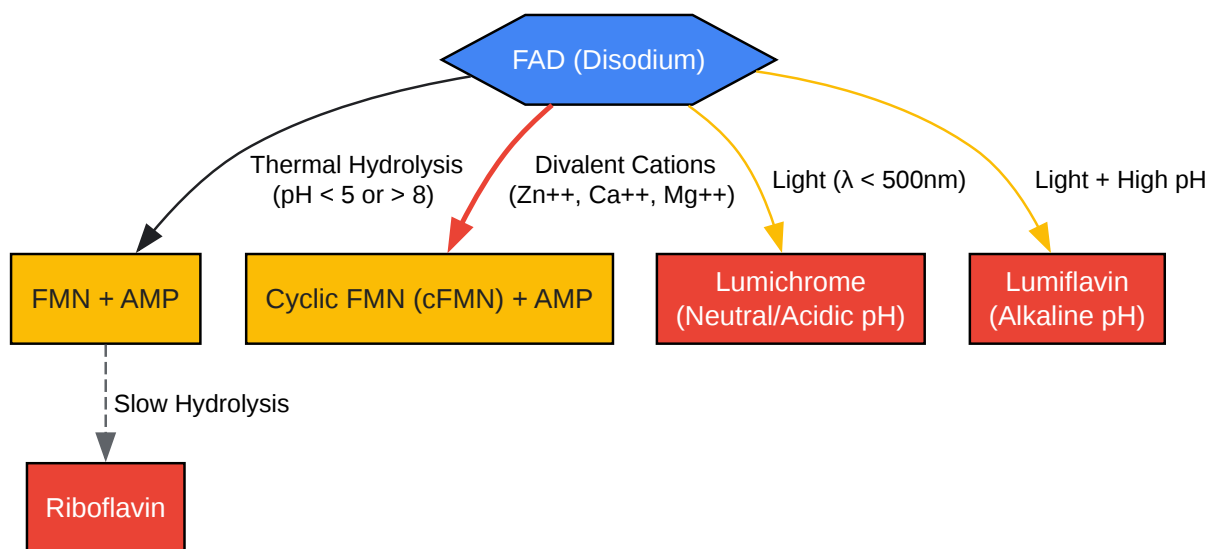 FAD (Disodium)
Thermal Hydrolysis
(pH < 5 or > 8)
Divalent Cations
(Zn++, Ca++, Mg++)
Light (λ < 500nm)
Light + High pH
FMN + AMP
Cyclic FMN (cFMN) + AMP
Lumichrome
(Neutral/Acidic pH)
Lumiflavin
(Alkaline pH)
Slow Hydrolysis
Riboflavin